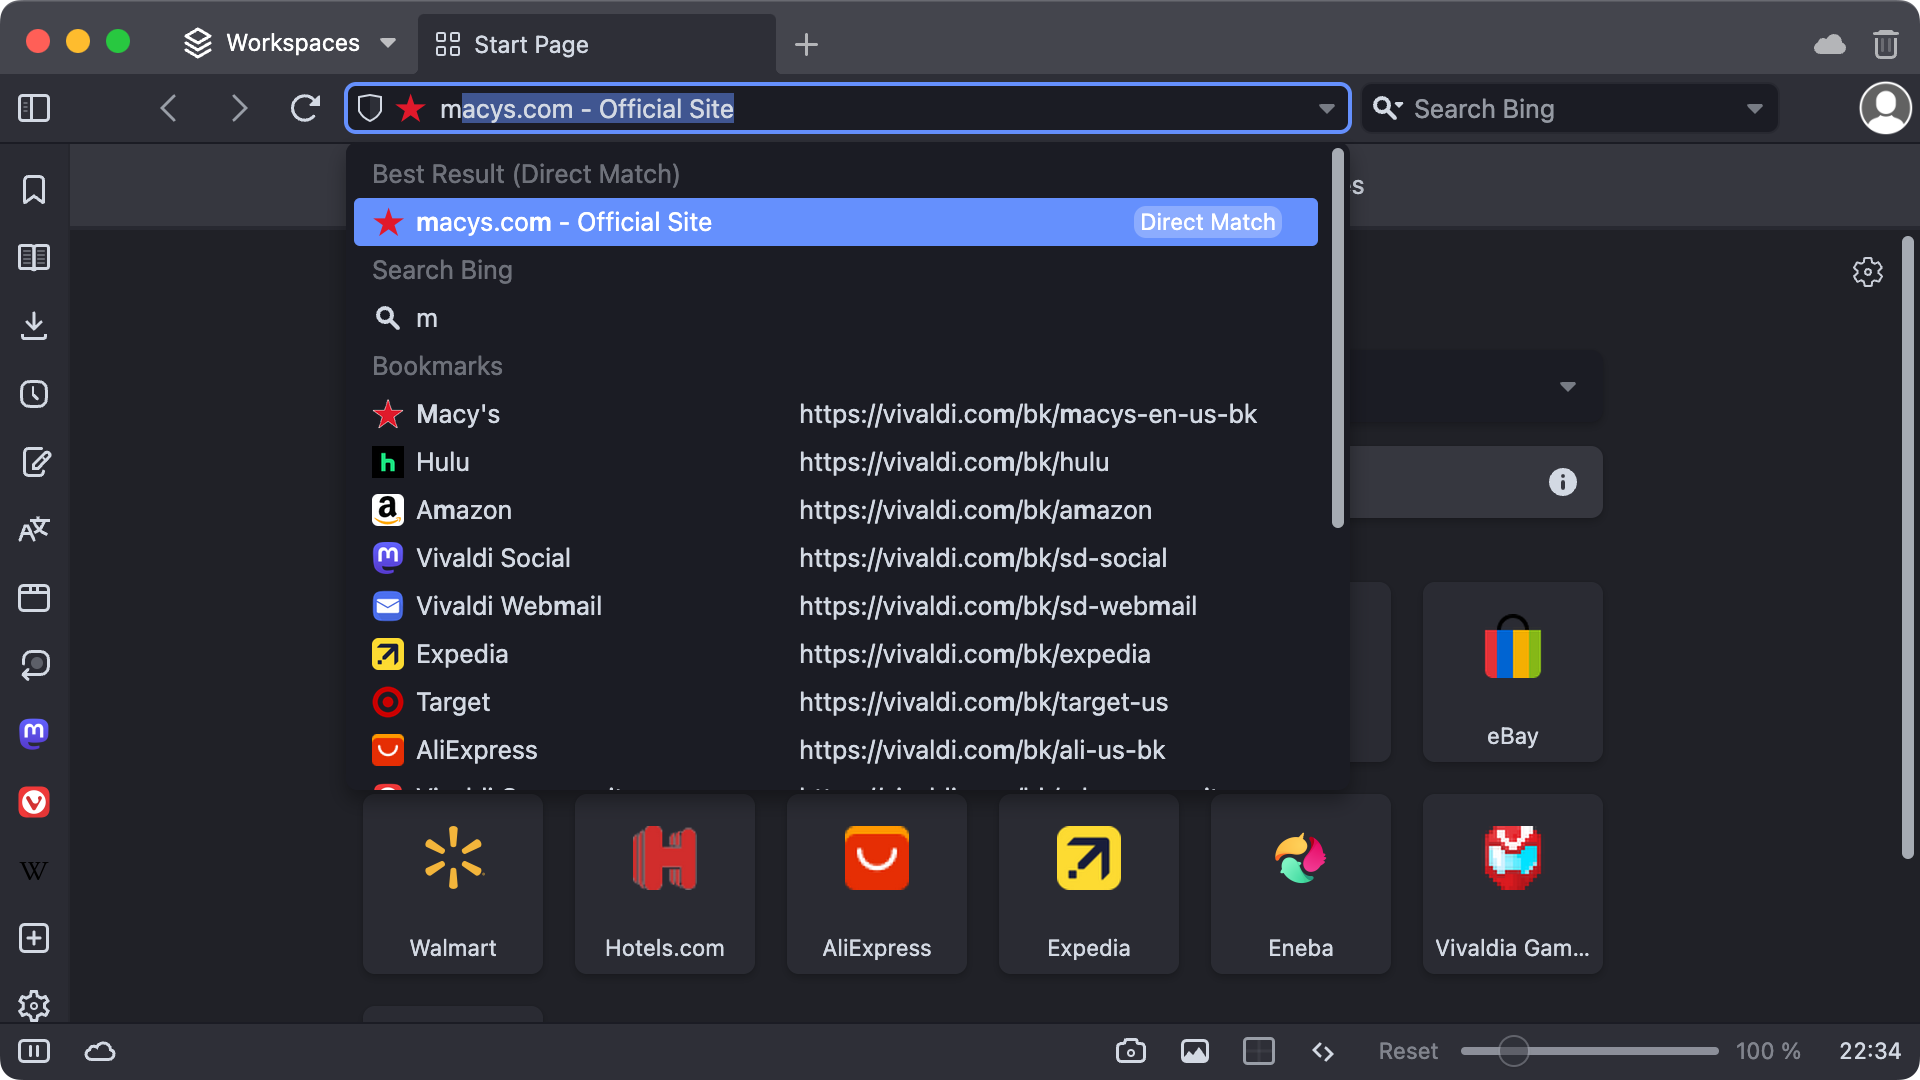 Workspaces
Start Page
macys.com - Official Site
Search Bing
Best Result (Direct Match)
macys.com - Official Site
Direct Match
Search Bing
m
Bookmarks
Macy's https://vivaldi.com/bk/macys-en-us-bk
Hulu https://vivaldi.com/bk/hulu
Amazon https://vivaldi.com/bk/amazon
Vivaldi Social https://vivaldi.com/bk/sd-social
Vivaldi Webmail https://vivaldi.com/bk/sd-webmail
Expedia https://vivaldi.com/bk/expedia
Target https://vivaldi.com/bk/target-us
AliExpress https://vivaldi.com/bk/ali-us-bk
eBay
Walmart
Hotels.com
AliExpress
Expedia
Eneba
Vivaldia Gam...
Reset
100 %
22:34